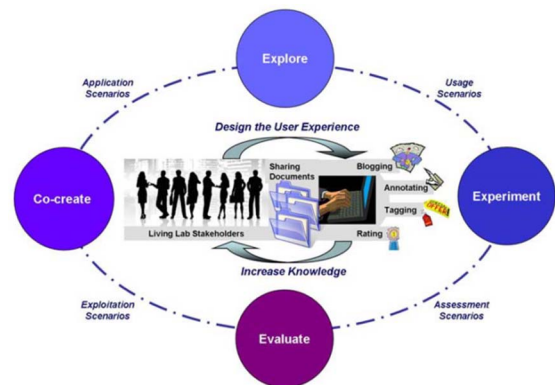 Explore
Application
Scenarios
Usage
Scenarios
Design the User Experience
Sharing
Documents
Blogging
Annotating
Tagging
Rating
Co-create
Experiment
Living Lab Stakeholders
Increase Knowledge
Exploitation
Scenarios
Assessment
Scenarios
Evaluate